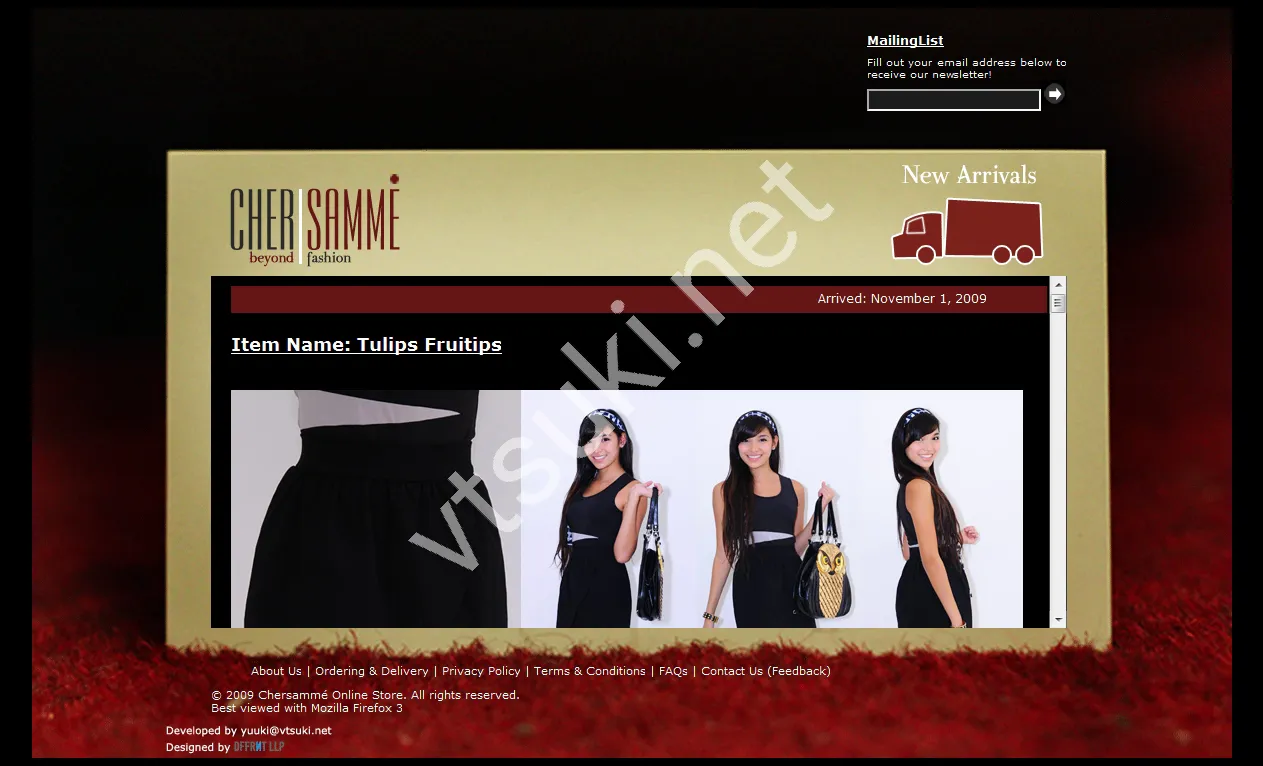 MailingList
Fill out your email address below to
receive our newsletter!
New Arrivals
CHER SAMMÉ
beyond fashion
Arrived: November 1, 2009
Item Name: Tulips Fruitips
vtsuki.net
About Us | Ordering & Delivery | Privacy Policy | Terms & Conditions | FAQs | Contact Us (Feedback)
© 2009 Chersammé Online Store. All rights reserved.
Best viewed with Mozilla Firefox 3
Developed by yuuki@vtsuki.net
Designed by DFFRNT LLP